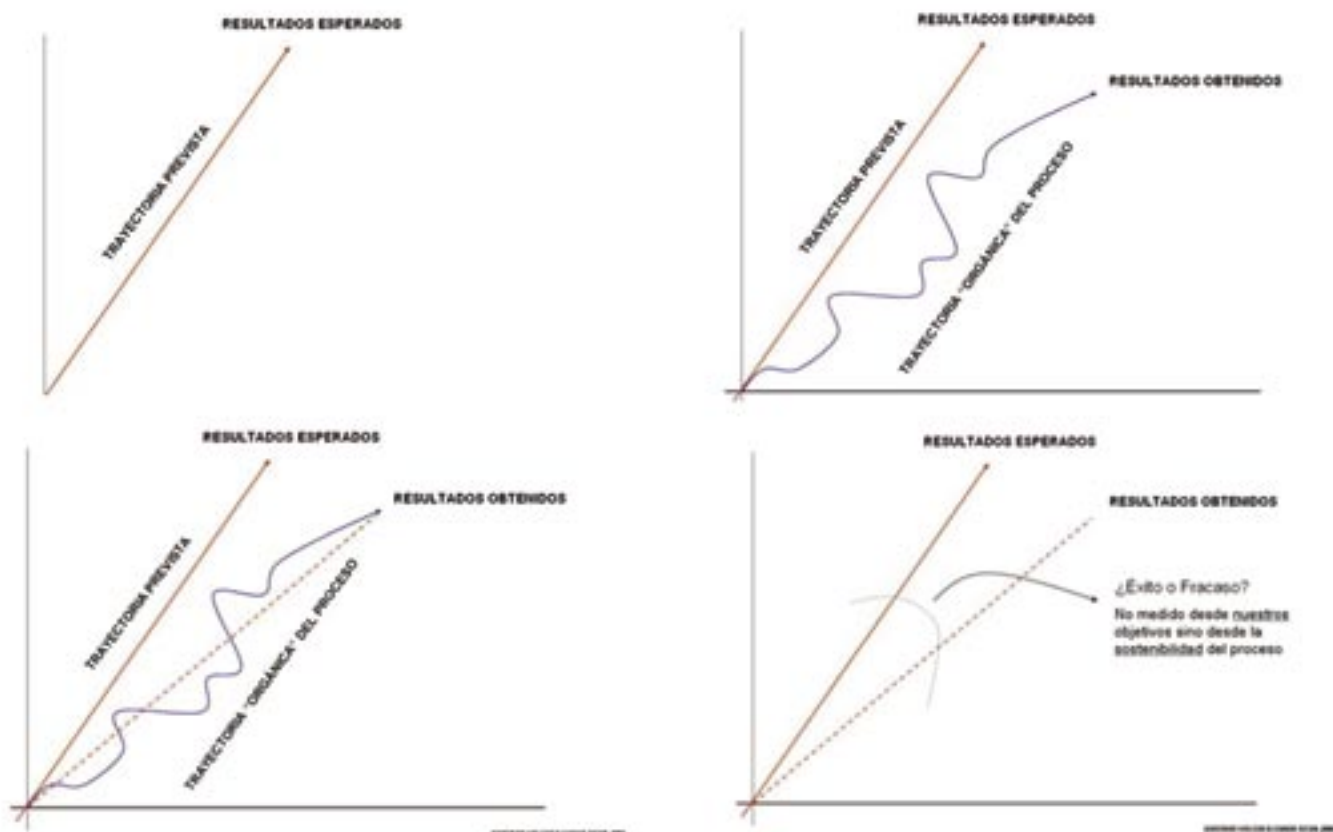 RESULTADOS ESPERADOS
TRAYECTORIA PREVISTA
RESULTADOS ESPERADOS
RESULTADOS OBTENIDOS
TRAYECTORIA PREVISTA
TRAYECTORIA "ORGÁNICA" DEL PROCESO
RESULTADOS ESPERADOS
RESULTADOS OBTENIDOS
TRAYECTORIA PREVISTA
TRAYECTORIA "ORGÁNICA" DEL PROCESO
RESULTADOS ESPERADOS
RESULTADOS OBTENIDOS
¿Éxito o Fracaso?
No medido desde nuestros
objetivos sino desde la
sostenibilidad del proceso